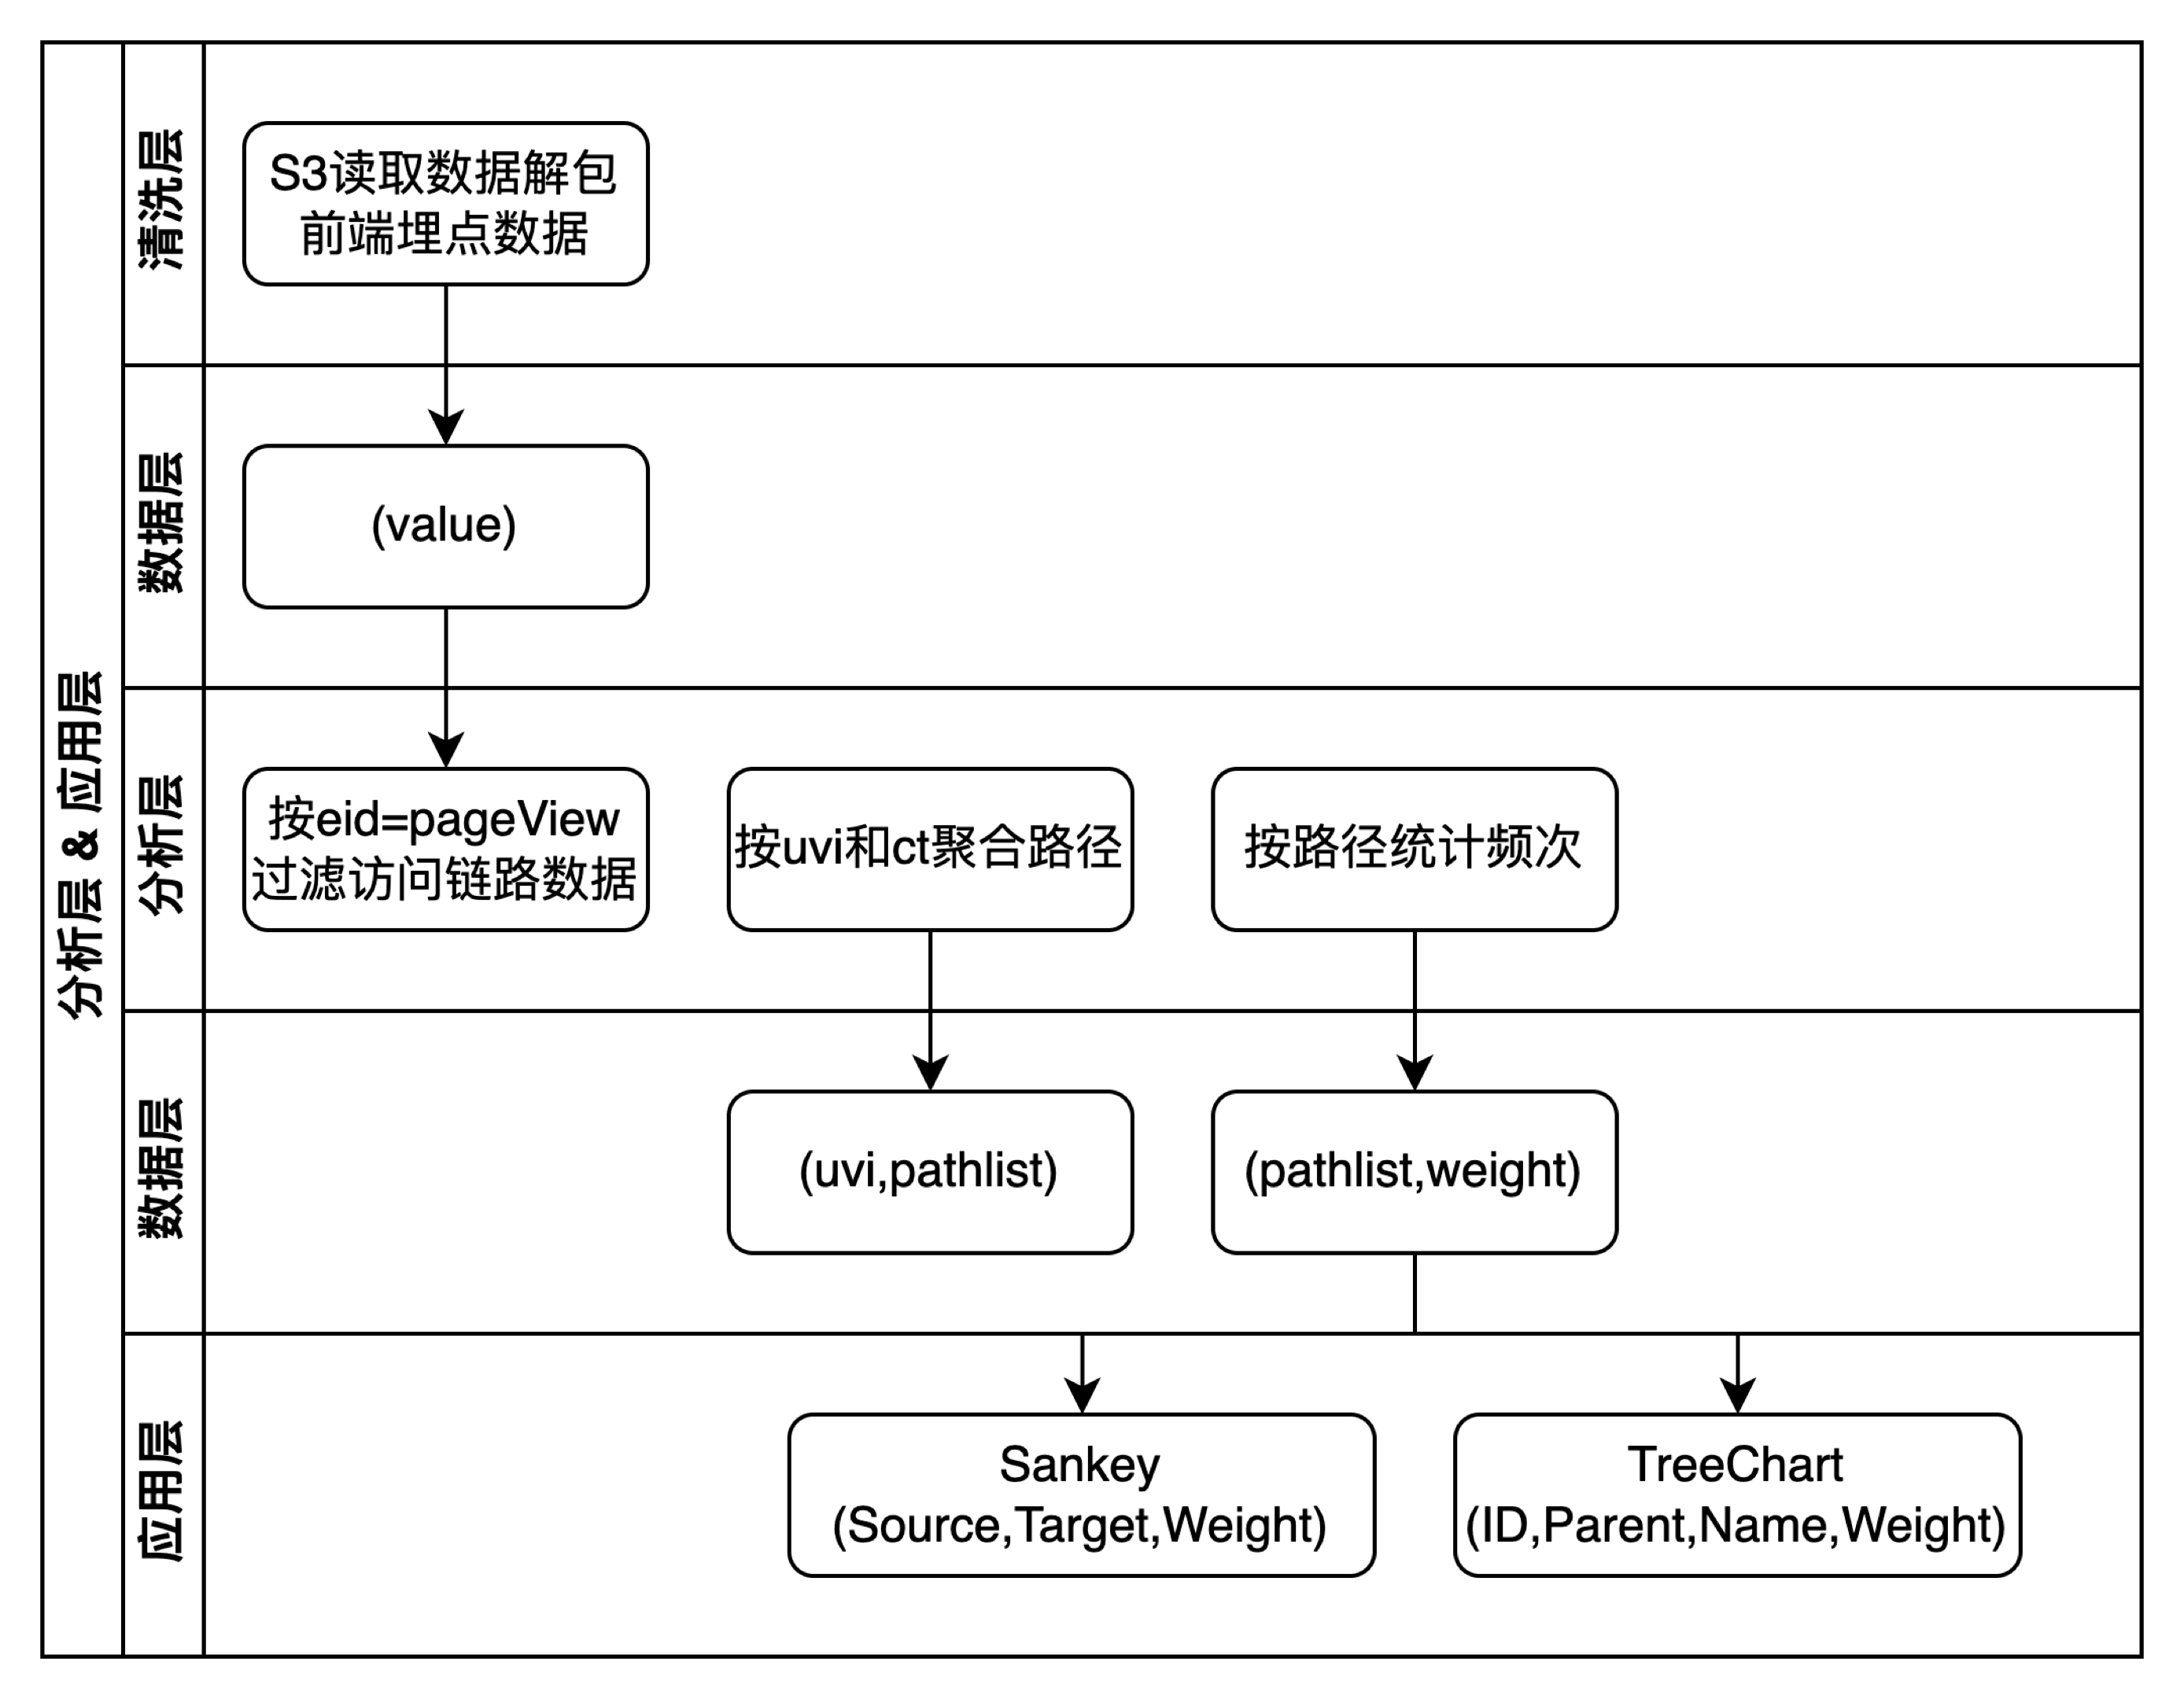 分析层 & 应用层
清洗层
S3读取数据解包
前端埋点数据
数据层
(value)
分析层
按eid=pageView
过滤访问链路数据
按uvi和ct聚合路径
按路径统计频次
数据层
(uvi,pathlist)
(pathlist,weight)
应用层
Sankey
(Source,Target,Weight)
TreeChart
(ID,Parent,Name,Weight)